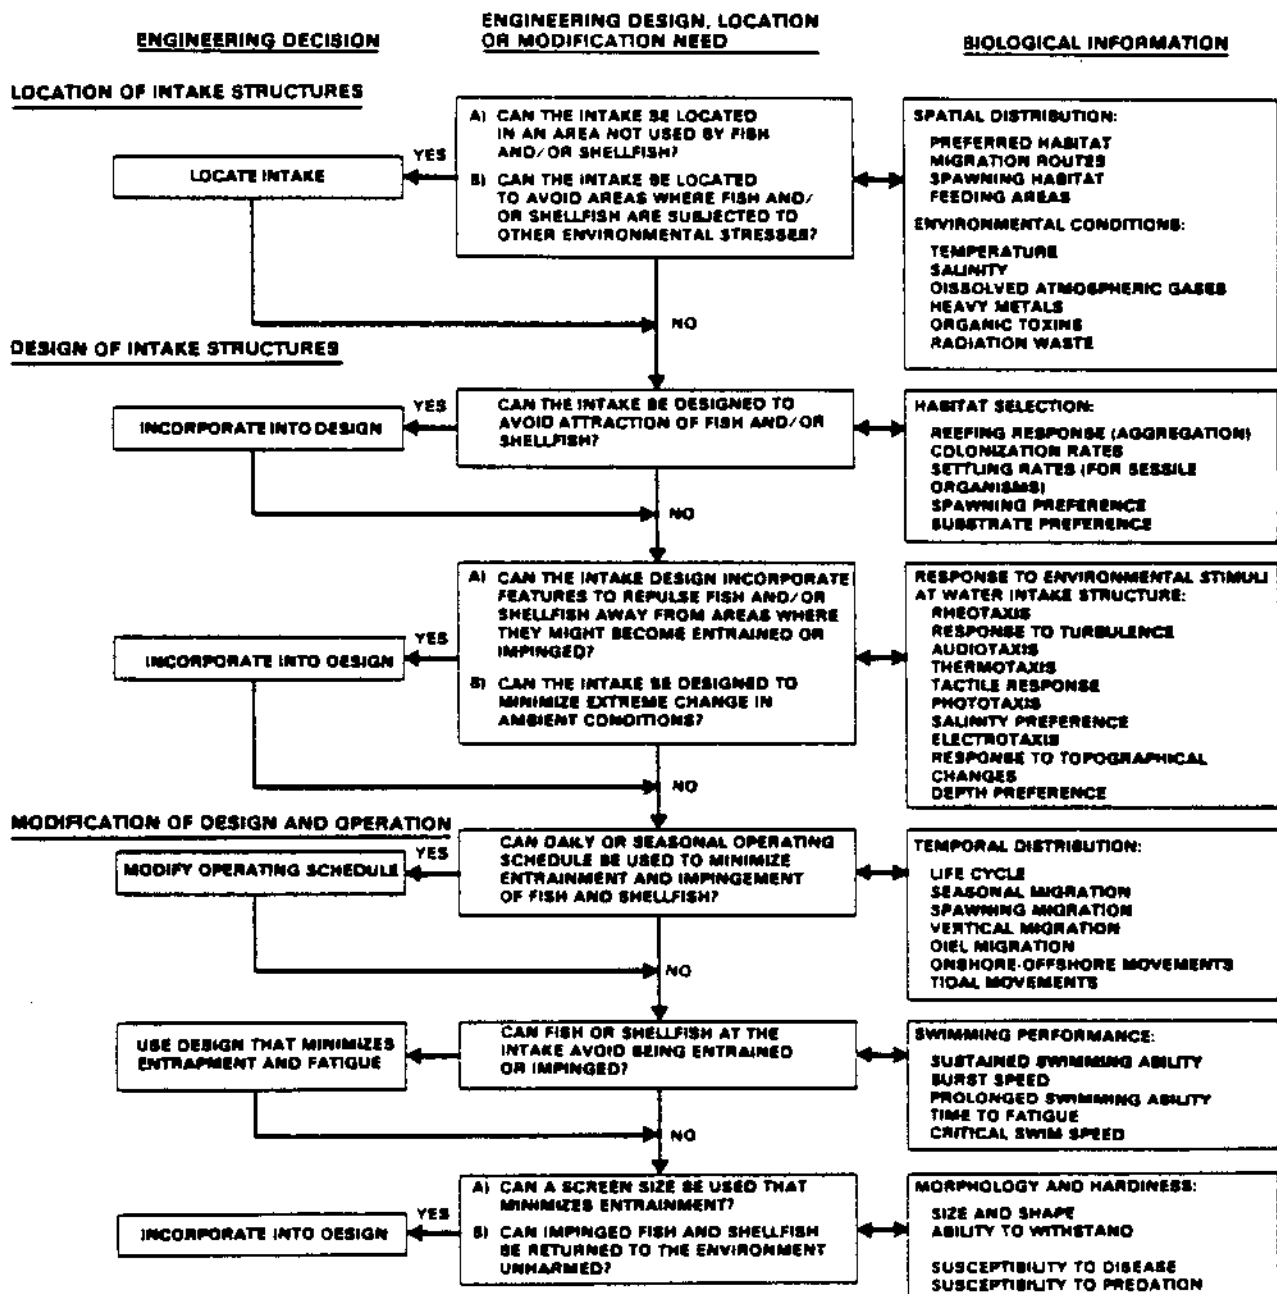 ENGINEERING DECISION
ENGINEERING DESIGN, LOCATION
OR MODIFICATION NEED
BIOLOGICAL INFORMATION
LOCATION OF INTAKE STRUCTURES
A) CAN THE INTAKE BE LOCATED
IN AN AREA NOT USED BY FISH
AND/OR SHELLFISH?
B) CAN THE INTAKE BE LOCATED
TO AVOID AREAS WHERE FISH AND/
OR SHELLFISH ARE SUBJECTED TO
OTHER ENVIRONMENTAL STRESSES?
YES
LOCATE INTAKE
NO
SPATIAL DISTRIBUTION:
PREFERRED HABITAT
MIGRATION ROUTES
SPAWNING HABITAT
FEEDING AREAS
ENVIRONMENTAL CONDITIONS:
TEMPERATURE
SALINITY
DISSOLVED ATMOSPHERIC GASES
HEAVY METALS
ORGANIC TOXINS
RADIATION WASTE
DESIGN OF INTAKE STRUCTURES
CAN THE INTAKE BE DESIGNED TO
AVOID ATTRACTION OF FISH AND/OR
SHELLFISH?
YES
INCORPORATE INTO DESIGN
NO
HABITAT SELECTION:
REEFING RESPONSE (AGGREGATION)
COLONIZATION RATES
SETTLING RATES (FOR SESSILE
ORGANISMS)
SPAWNING PREFERENCE
SUBSTRATE PREFERENCE
A) CAN THE INTAKE DESIGN INCORPORATE
FEATURES TO REPULSE FISH AND/OR
SHELLFISH AWAY FROM AREAS WHERE
THEY MIGHT BECOME ENTRAINED OR
IMPINGED?
B) CAN THE INTAKE BE DESIGNED TO
MINIMIZE EXTREME CHANGE IN
AMBIENT CONDITIONS?
YES
INCORPORATE INTO DESIGN
NO
RESPONSE TO ENVIRONMENTAL STIMULI
AT WATER INTAKE STRUCTURE:
RHEOTAXIS
RESPONSE TO TURBULENCE
AUDIOTAXIS
THERMOTAXIS
TACTILE RESPONSE
PHOTOTAXIS
SALINITY PREFERENCE
ELECTROTAXIS
RESPONSE TO TOPOGRAPHICAL
CHANGES
DEPTH PREFERENCE
MODIFICATION OF DESIGN AND OPERATION
CAN DAILY OR SEASONAL OPERATING
SCHEDULE BE USED TO MINIMIZE
ENTRAINMENT AND IMPINGEMENT
OF FISH AND SHELLFISH?
YES
MODIFY OPERATING SCHEDULE
NO
TEMPORAL DISTRIBUTION:
LIFE CYCLE
SEASONAL MIGRATION
SPAWNING MIGRATION
VERTICAL MIGRATION
DIEL MIGRATION
ONSHORE-OFFSHORE MOVEMENTS
TIDAL MOVEMENTS
USE DESIGN THAT MINIMIZES
ENTRAPMENT AND FATIGUE
CAN FISH OR SHELLFISH AT THE
INTAKE AVOID BEING ENTRAINED
OR IMPINGED?
NO
SWIMMING PERFORMANCE:
SUSTAINED SWIMMING ABILITY
BURST SPEED
PROLONGED SWIMMING ABILITY
TIME TO FATIGUE
CRITICAL SWIM SPEED
A) CAN A SCREEN SIZE BE USED THAT
MINIMIZES ENTRAINMENT?
B) CAN IMPINGED FISH AND SHELLFISH
BE RETURNED TO THE ENVIRONMENT
UNHARMED?
YES
INCORPORATE INTO DESIGN
MORPHOLOGY AND HARDINESS:
SIZE AND SHAPE
ABILITY TO WITHSTAND
SUSCEPTIBILITY TO DISEASE
SUSCEPTIBILITY TO PREDATION